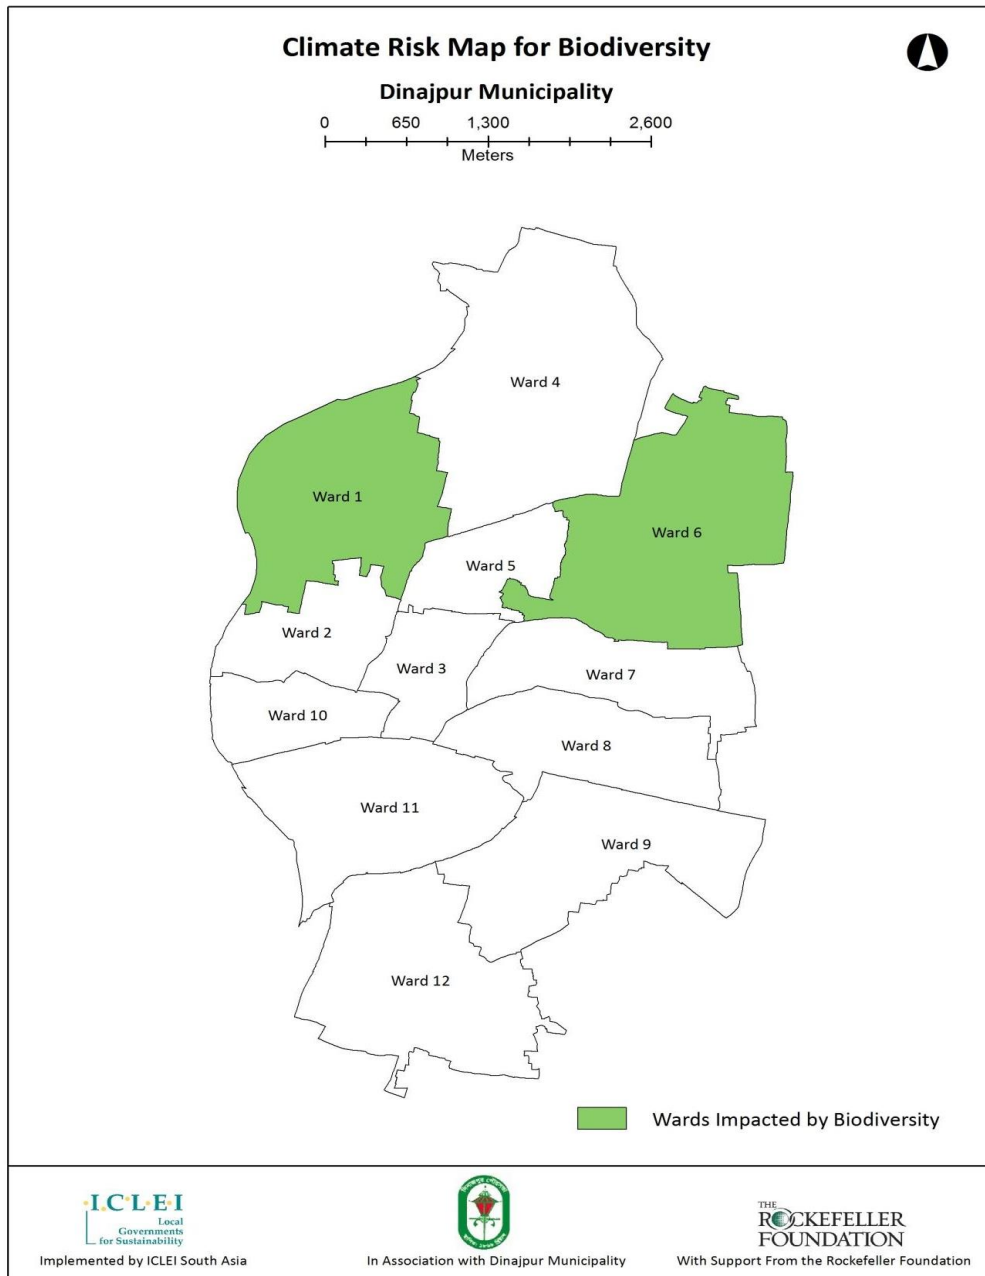 Climate Risk Map for Biodiversity
Dinajpur Municipality
0 650 1,300 2,600
Meters
Ward 4
Ward 1
Ward 6
Ward 5
Ward 2
Ward 3
Ward 7
Ward 10
Ward 8
Ward 11
Ward 9
Ward 12
Wards Impacted by Biodiversity
I.C.L.E.I
Local
Governments
for Sustainability
Implemented by ICLEI South Asia
In Association with Dinajpur Municipality
THE
ROCKEFELLER
FOUNDATION
With Support From the Rockefeller Foundation